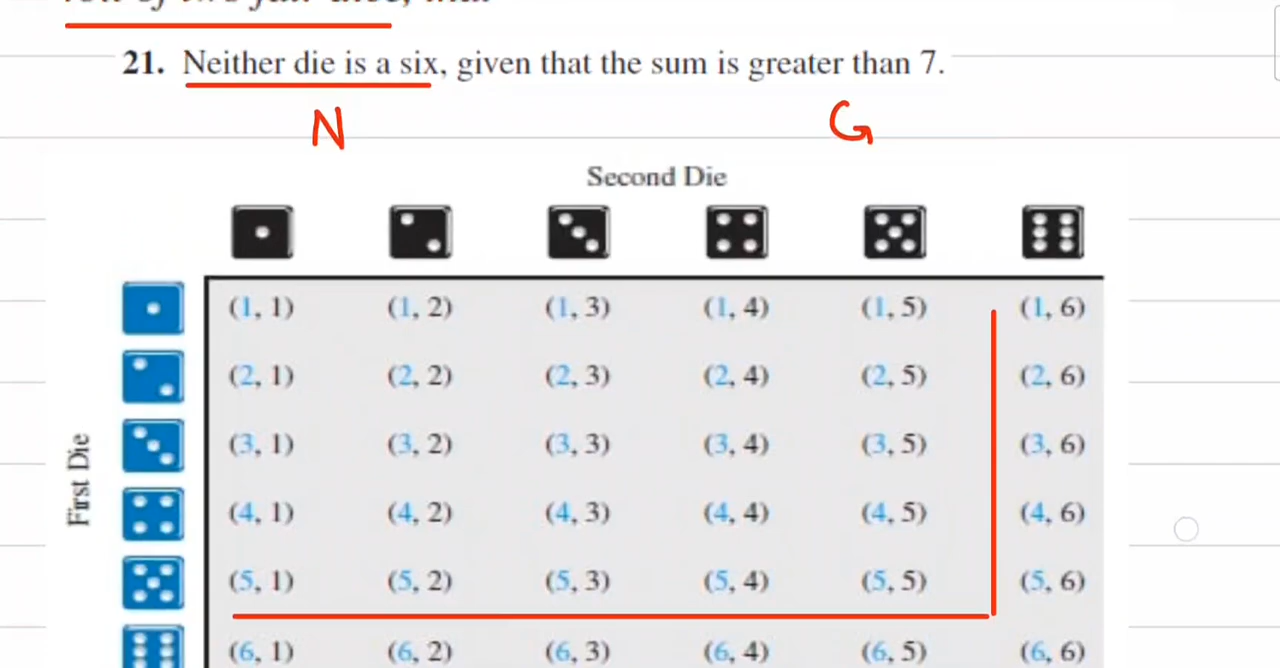 21. Neither die is a six, given that the sum is greater than 7.
N G
Second Die
First Die
(1, 1) (1, 2) (1, 3) (1, 4) (1, 5) (1, 6)
(2, 1) (2, 2) (2, 3) (2, 4) (2, 5) (2, 6)
(3, 1) (3, 2) (3, 3) (3, 4) (3, 5) (3, 6)
(4, 1) (4, 2) (4, 3) (4, 4) (4, 5) (4, 6)
(5, 1) (5, 2) (5, 3) (5, 4) (5, 5) (5, 6)
(6, 1) (6, 2) (6, 3) (6, 4) (6, 5) (6, 6)